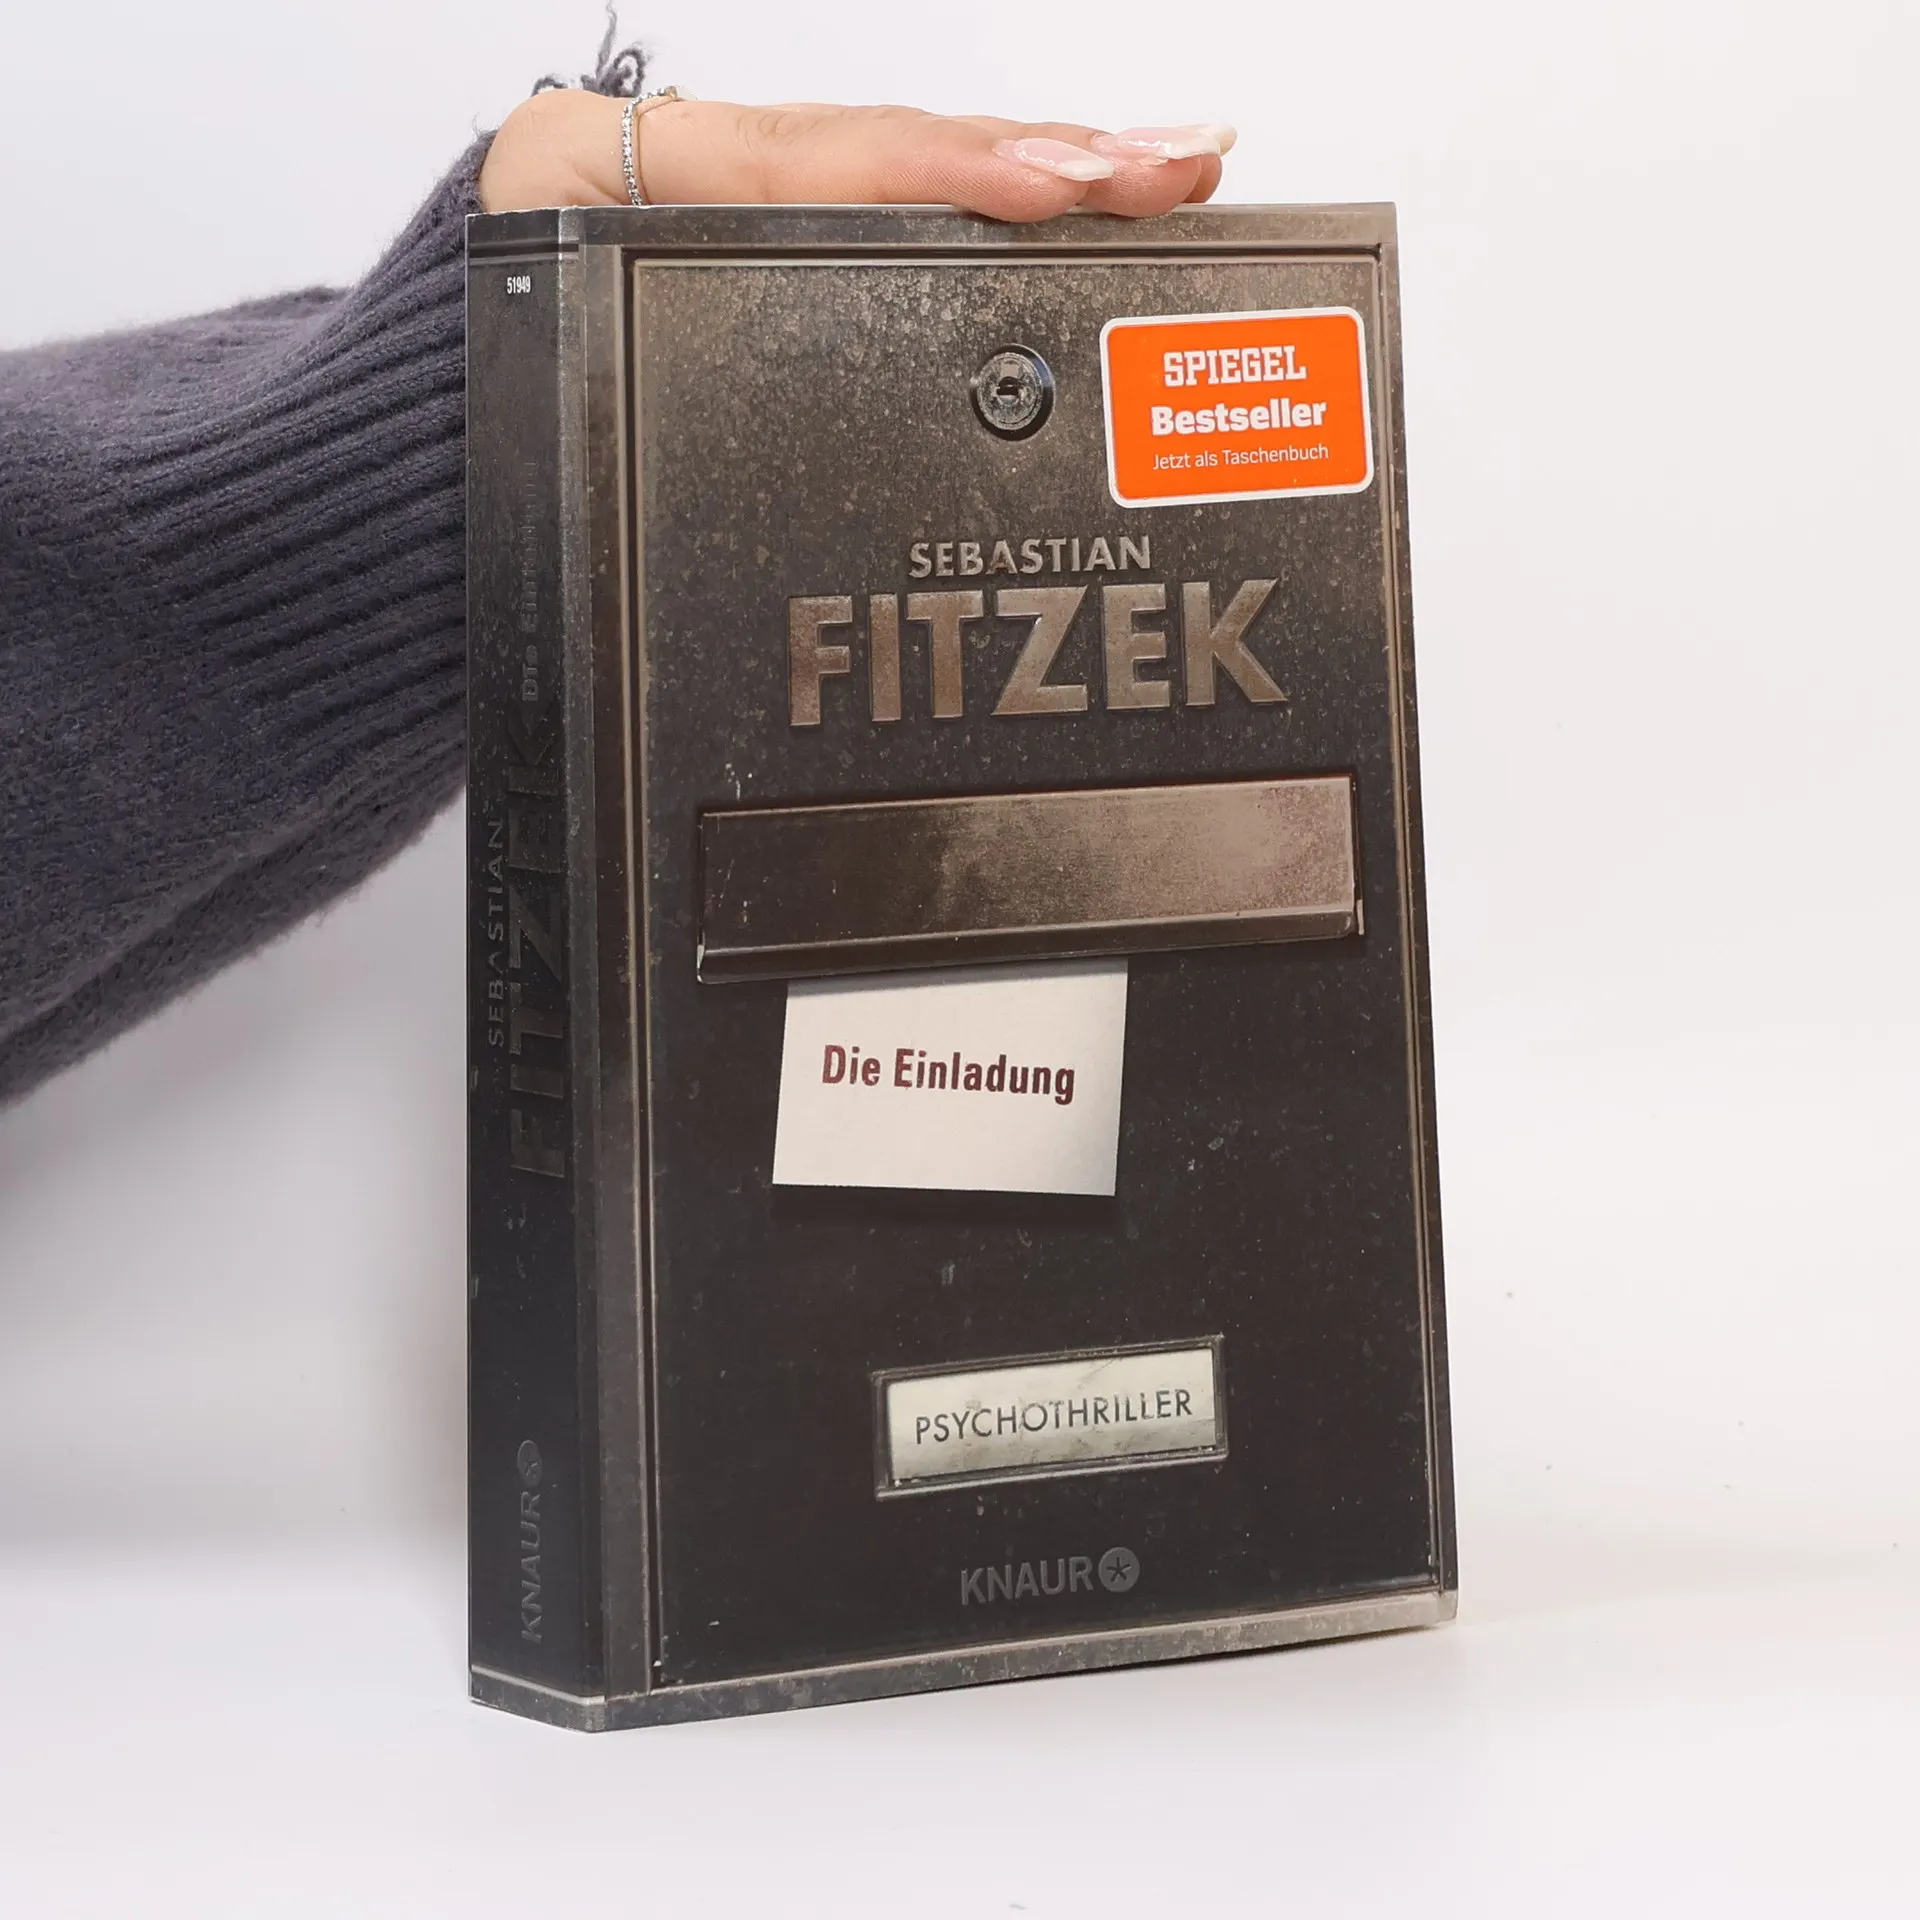 51949
SEBASTIAN
FITZEK
Die Einladung
KNAUR
SPIEGEL
Bestseller
Jetzt als Taschenbuch
SEBASTIAN
FITZEK
Die Einladung
PSYCHOTHRILLER
KNAUR